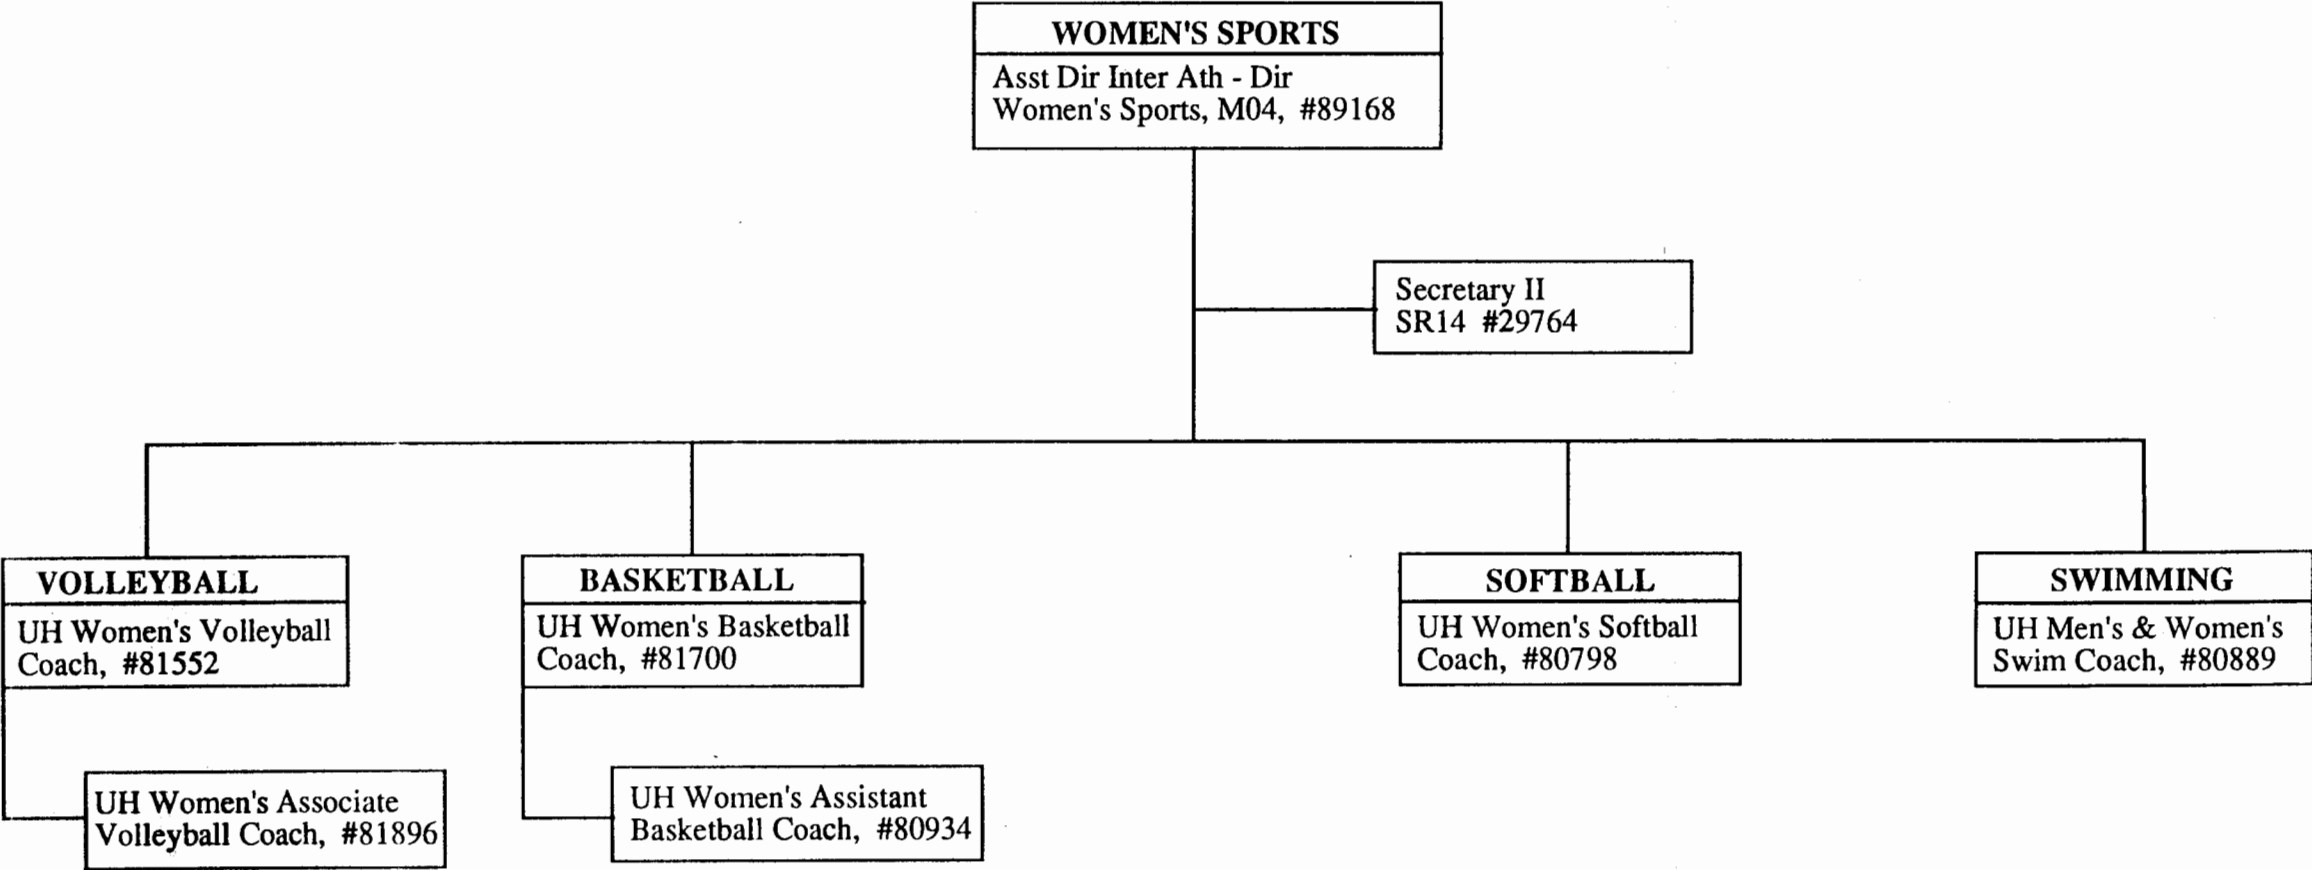 WOMEN'S SPORTS
Asst Dir Inter Ath - Dir
Women's Sports, M04, #89168
Secretary II
SR14 #29764
VOLLEYBALL
UH Women's Volleyball
Coach, #81552
UH Women's Associate
Volleyball Coach, #81896
BASKETBALL
UH Women's Basketball
Coach, #81700
UH Women's Assistant
Basketball Coach, #80934
SOFTBALL
UH Women's Softball
Coach, #80798
SWIMMING
UH Men's & Women's
Swim Coach, #80889